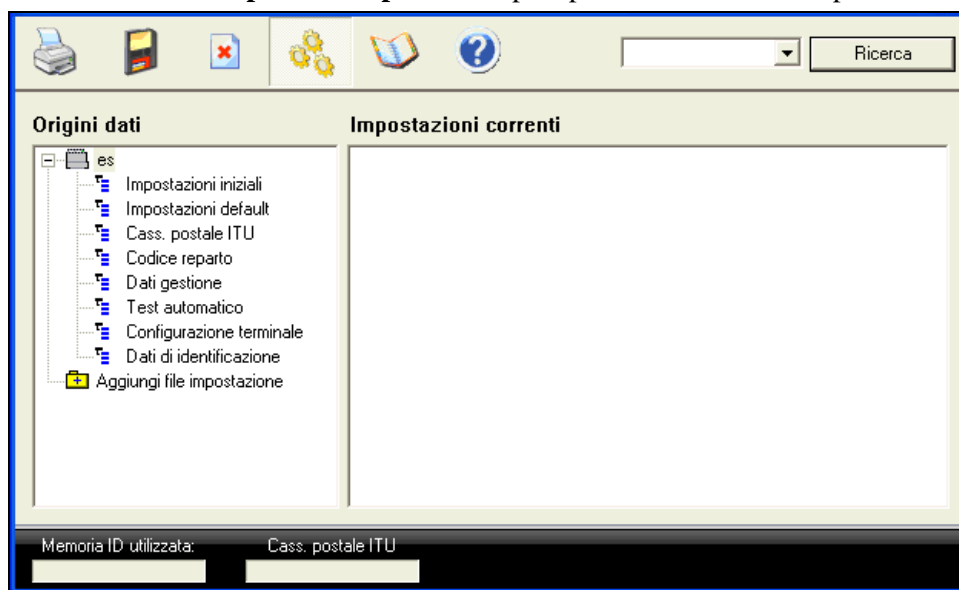 Ricerca
Origini dati
Impostazioni correnti
es
Impostazioni iniziali
Impostazioni default
Cass. postale ITU
Codice reparto
Dati gestione
Test automatico
Configurazione terminale
Dati di identificazione
Aggiungi file impostazione
Memoria ID utilizzata:
Cass. postale ITU